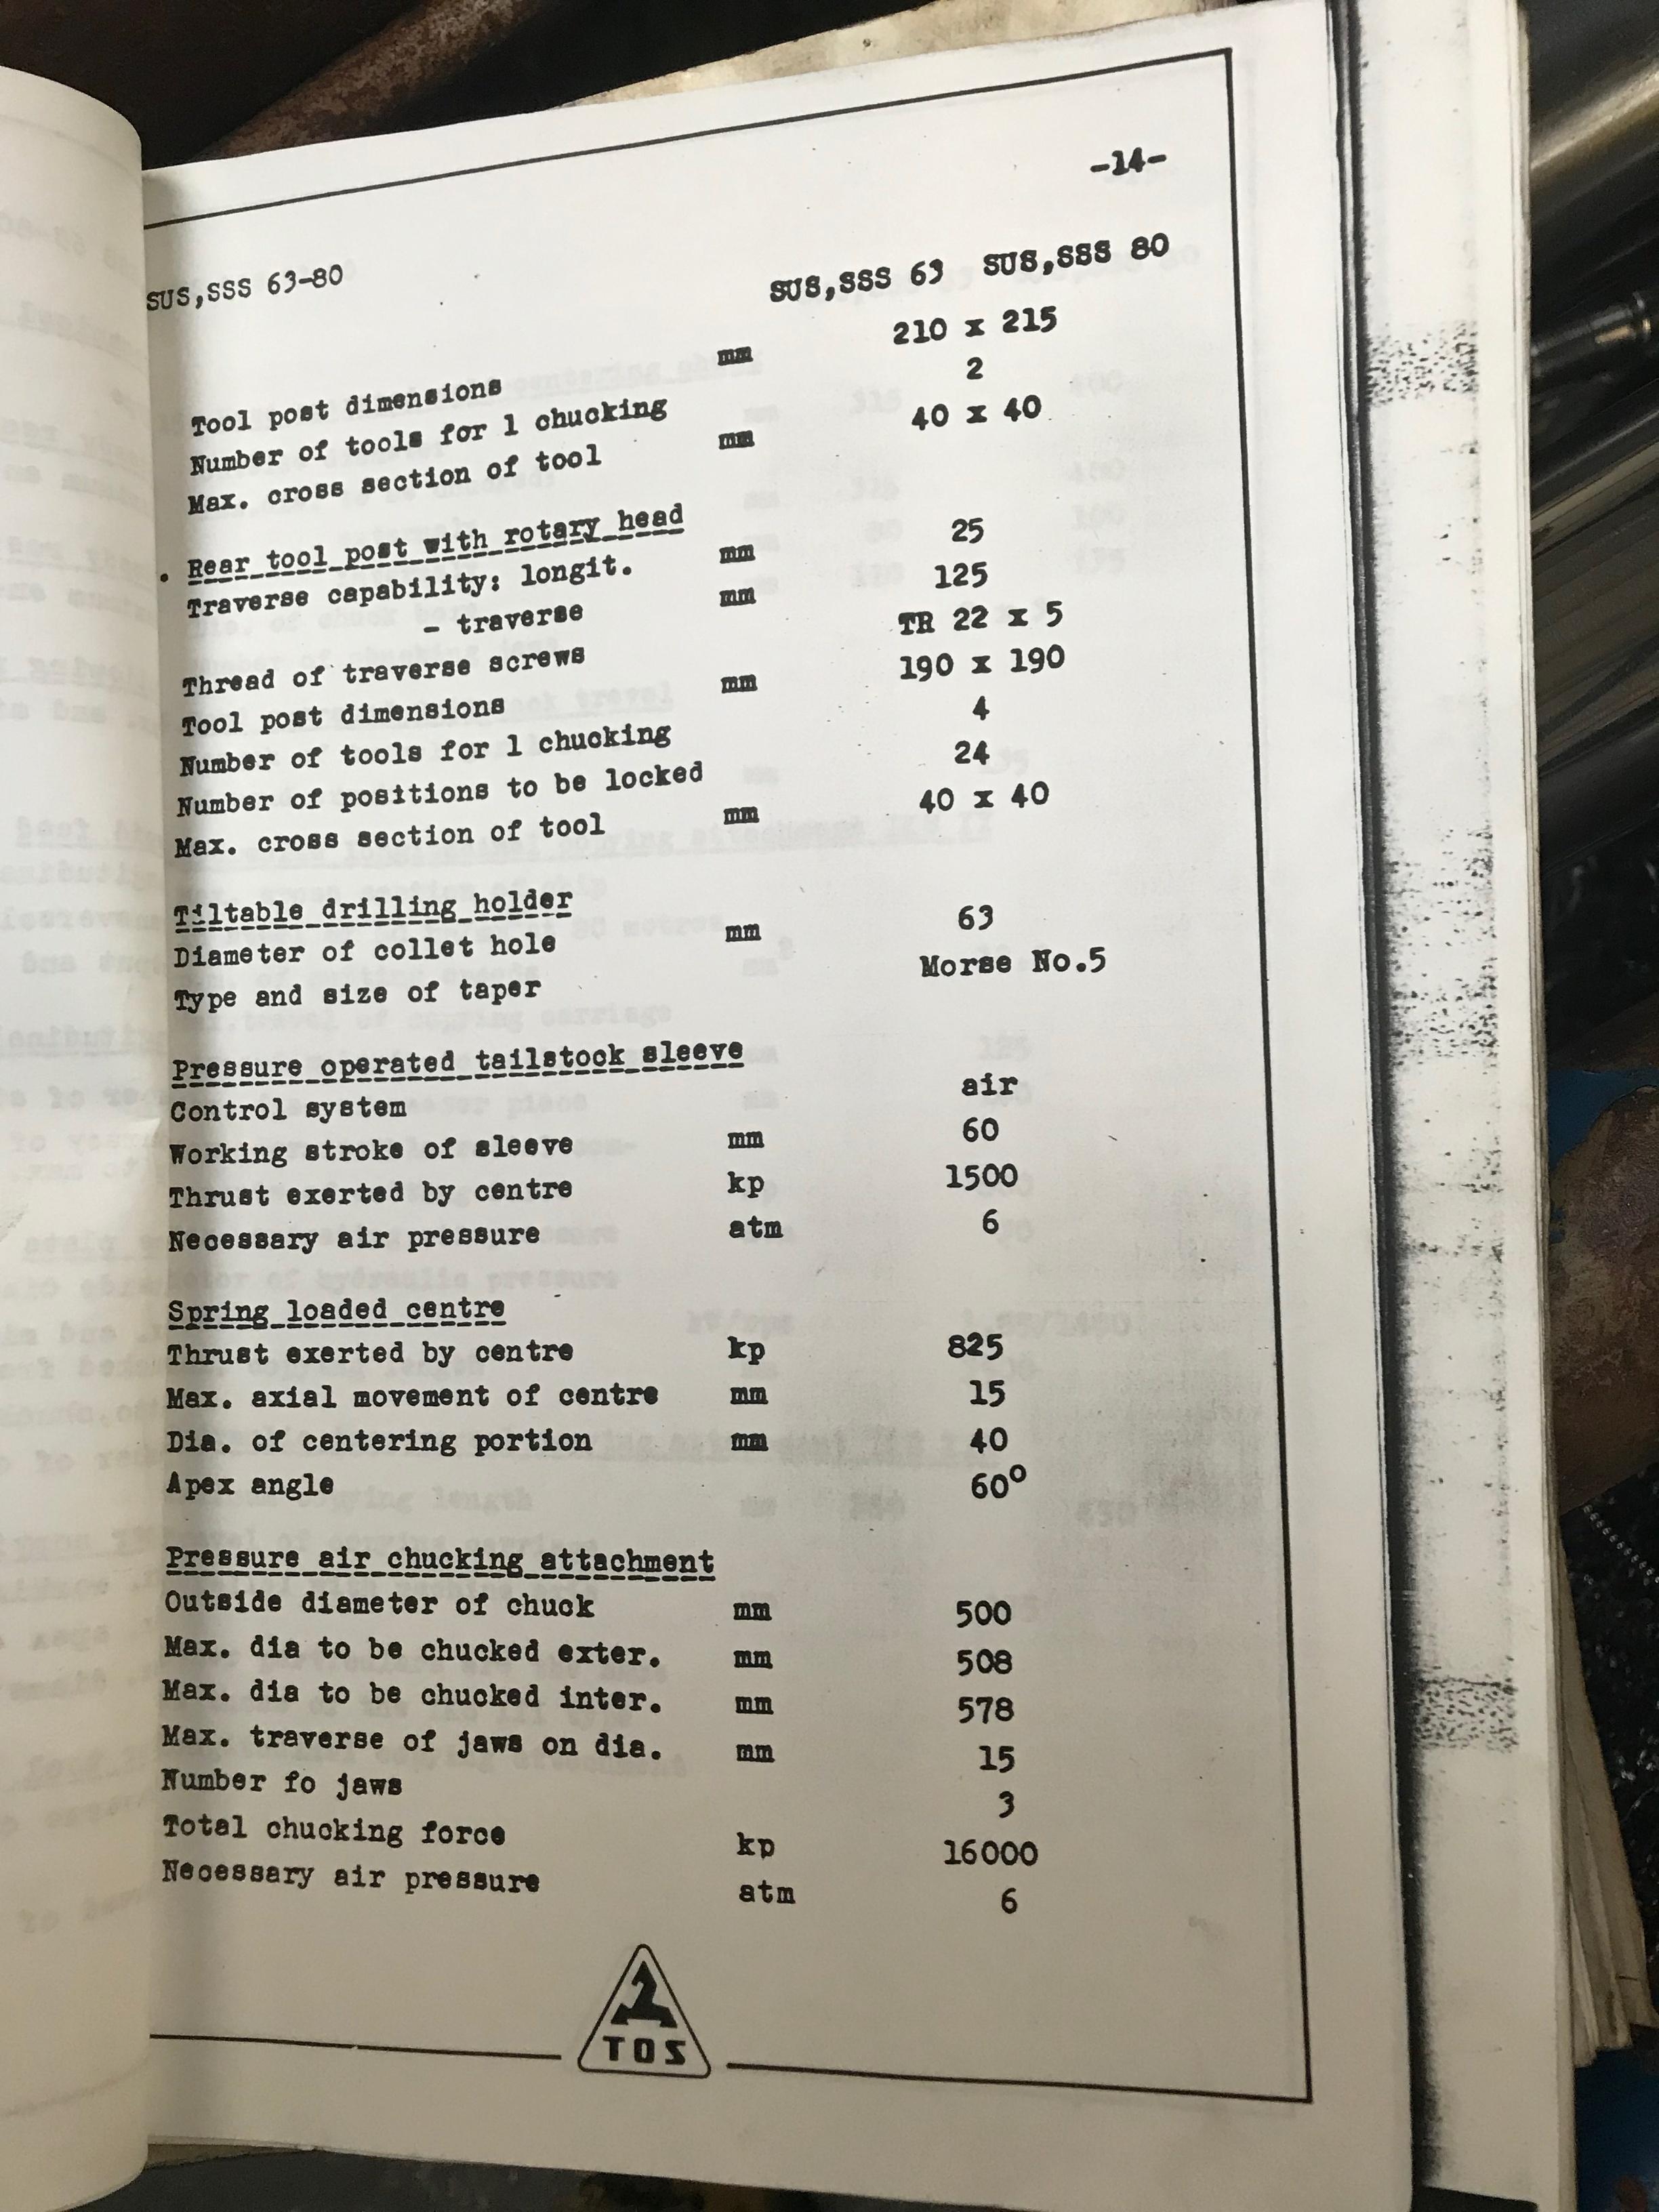 -14-
SUS,SSS 63-80 SUS,SSS 63 SUS,SSS 80
Tool post dimensions mm 210 x 215
Number of tools for 1 chucking 2
Max. cross section of tool mm 40 x 40
Rear tool post with rotary head
Traverse capability: longit. mm 25
- traverse mm 125
Thread of traverse screws TR 22 x 5
Tool post dimensions mm 190 x 190
Number of tools for 1 chucking 4
Number of positions to be locked 24
Max. cross section of tool mm 40 x 40
Tiltable drilling holder
Diameter of collet hole mm 63
Type and size of taper Morse No.5
Pressure operated tailstock sleeve
Control system air
Working stroke of sleeve mm 60
Thrust exerted by centre kp 1500
Necessary air pressure atm 6
Spring loaded centre
Thrust exerted by centre kp 825
Max. axial movement of centre mm 15
Dia. of centering portion mm 40
Apex angle 60°
Pressure air chucking attachment
Outside diameter of chuck mm 500
Max. dia to be chucked exter. mm 508
Max. dia to be chucked inter. mm 578
Max. traverse of jaws on dia. mm 15
Number fo jaws 3
Total chucking force kp 16000
Necessary air pressure atm 6
TOS